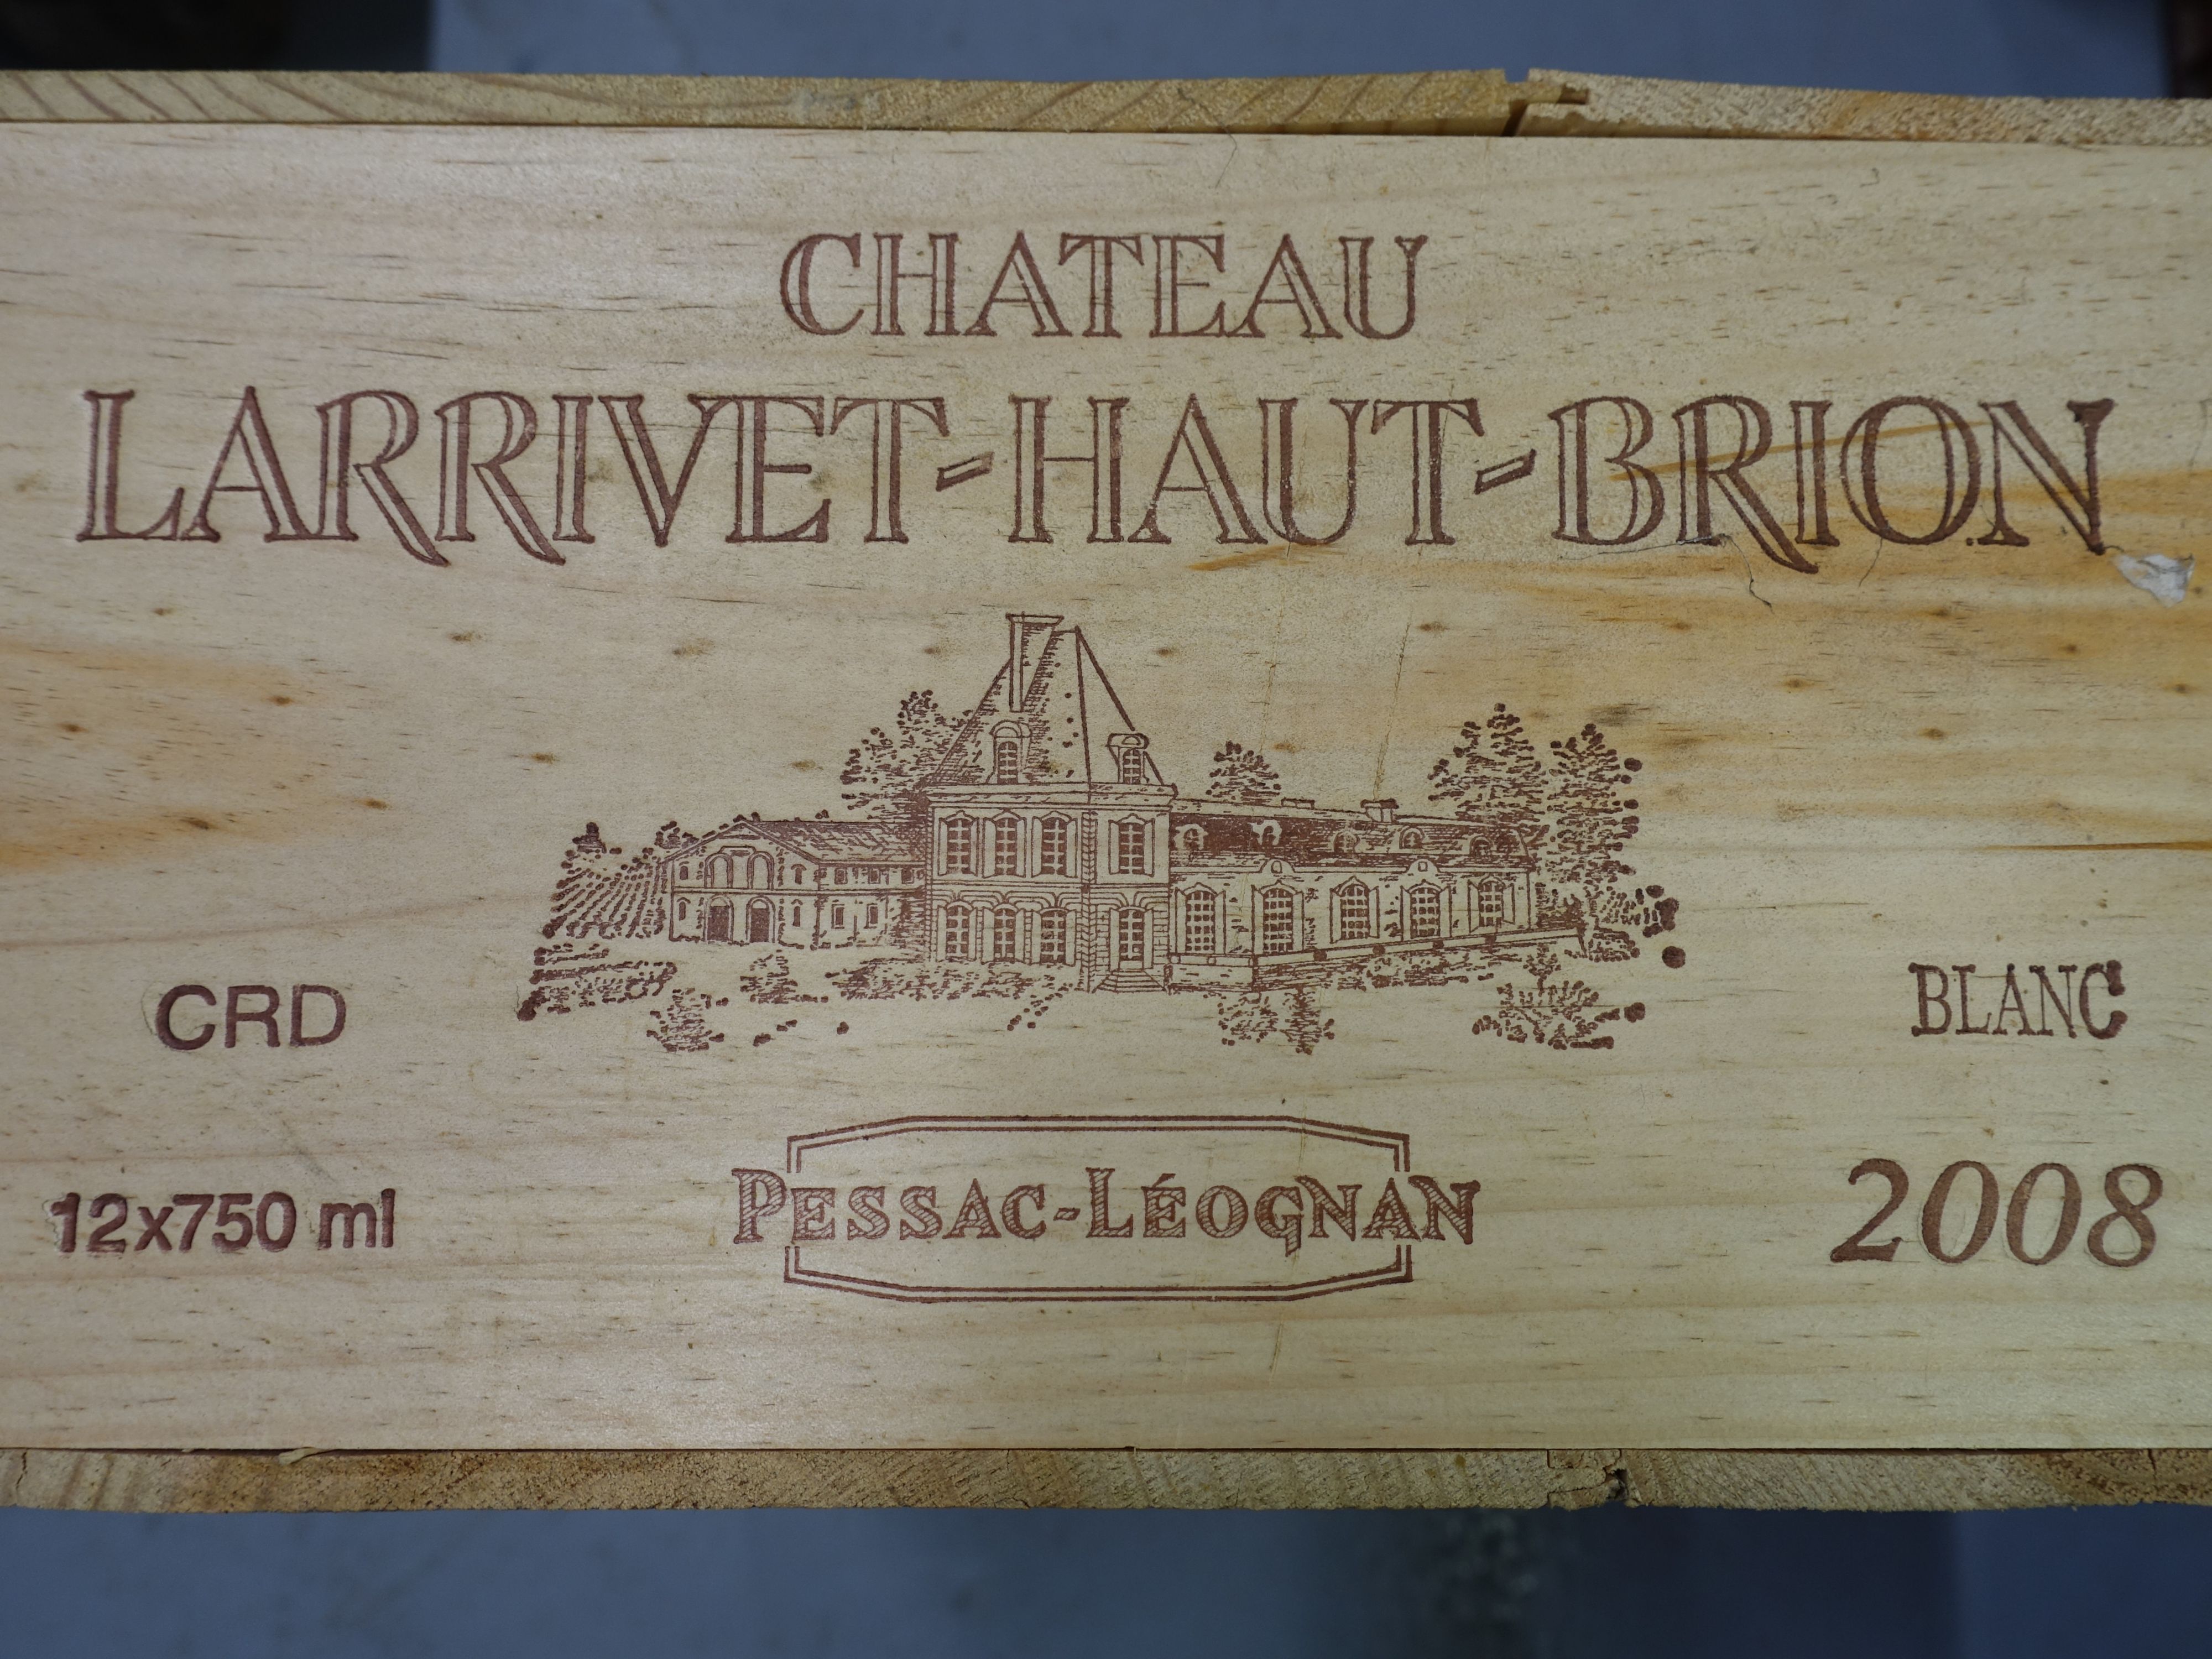 CHATEAU
LARRIVET-HAUT-BRION
CRD
BLANC
12x750 ml
PESSAC-LÉOGNAN
2008